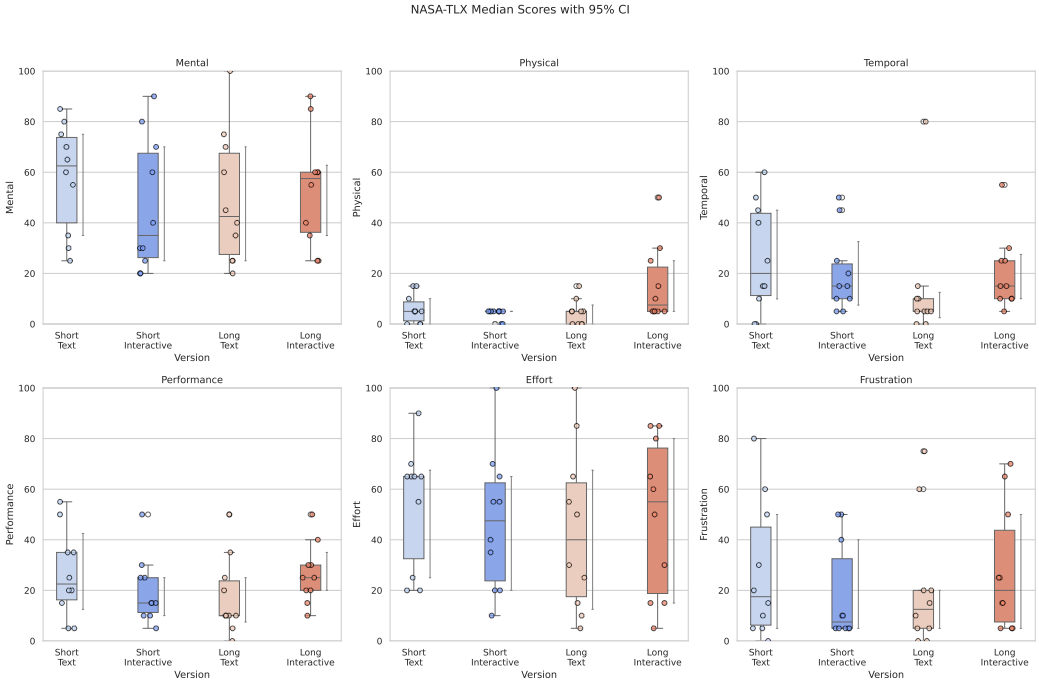 NASA-TLX Median Scores with 95% CI
Mental
Mental
100
80
60
40
20
0
Short Text
Short Interactive
Long Text
Long Interactive
Version
Physical
Physical
100
80
60
40
20
0
Short Text
Short Interactive
Long Text
Long Interactive
Version
Temporal
Temporal
100
80
60
40
20
0
Short Text
Short Interactive
Long Text
Long Interactive
Version
Performance
Performance
100
80
60
40
20
0
Short Text
Short Interactive
Long Text
Long Interactive
Version
Effort
Effort
100
80
60
40
20
0
Short Text
Short Interactive
Long Text
Long Interactive
Version
Frustration
Frustration
100
80
60
40
20
0
Short Text
Short Interactive
Long Text
Long Interactive
Version